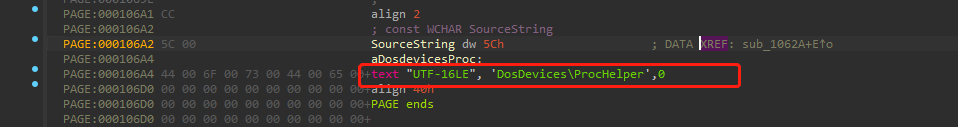 PAGE:000106A1 CC align 2
PAGE:000106A2 ; const WCHAR SourceString
PAGE:000106A2 5C 00 SourceString dw 5Ch ; DATA XREF: sub_1062A+E↑o
PAGE:000106A4 aDosdevicesProc:
PAGE:000106A4 44 00 6F 00 73 00 44 00 65 00+text "UTF-16LE", 'DosDevices\ProcHelper',0
PAGE:000106D0 00 00 00 00 00 00 00 00 00 00+align 40h
PAGE:000106D0 00 00 00 00 00 00 00 00 00 00+PAGE ends
PAGE:000106D0 00 00 00 00 00 00 00 00 00 00+